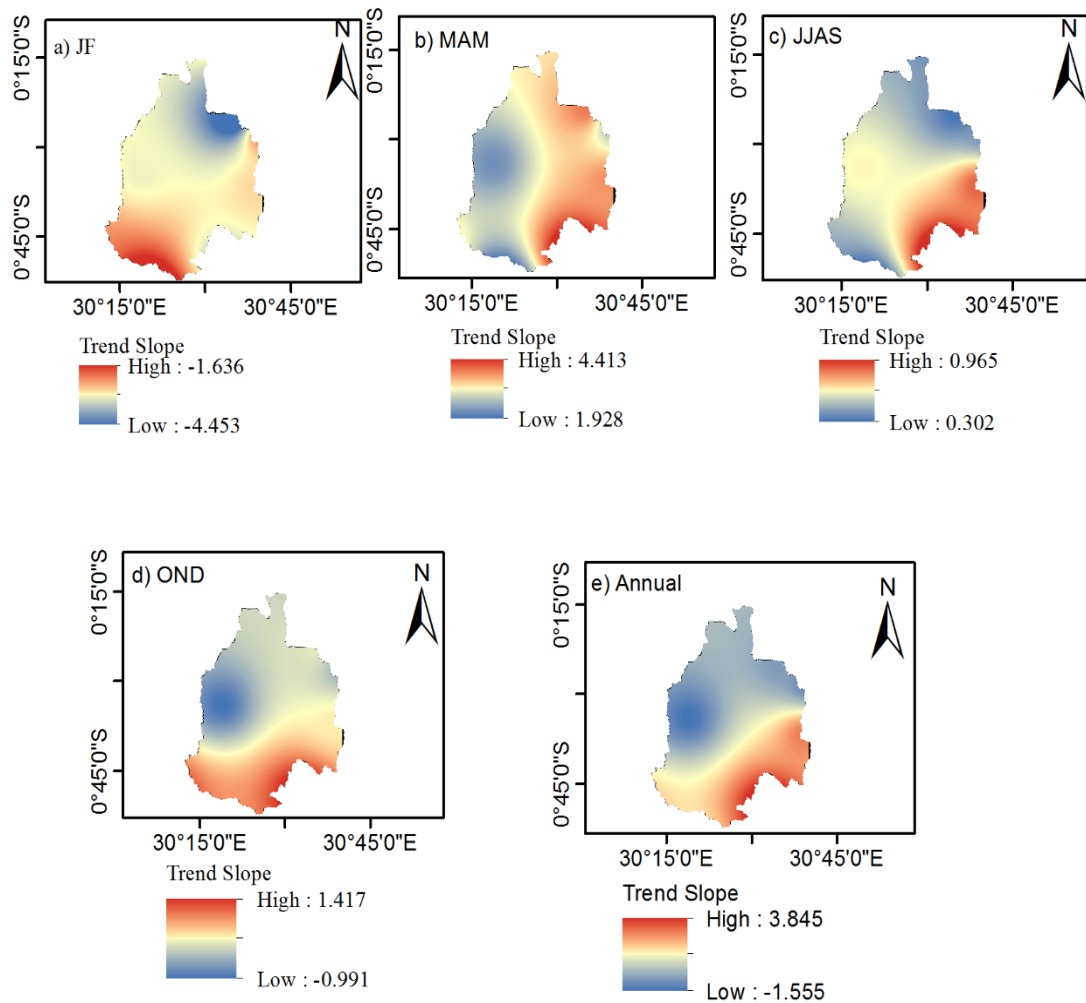 a) JF
N
0°15'0"S
0°45'0"S
30°15'0"E
30°45'0"E
Trend Slope
High : -1.636
Low : -4.453
b) MAM
N
0°15'0"S
0°45'0"S
30°15'0"E
30°45'0"E
Trend Slope
High : 4.413
Low : 1.928
c) JJAS
N
0°15'0"S
0°45'0"S
30°15'0"E
30°45'0"E
Trend Slope
High : 0.965
Low : 0.302
d) OND
N
0°15'0"S
0°45'0"S
30°15'0"E
30°45'0"E
Trend Slope
High : 1.417
Low : -0.991
e) Annual
N
0°15'0"S
0°45'0"S
30°15'0"E
30°45'0"E
Trend Slope
High : 3.845
Low : -1.555